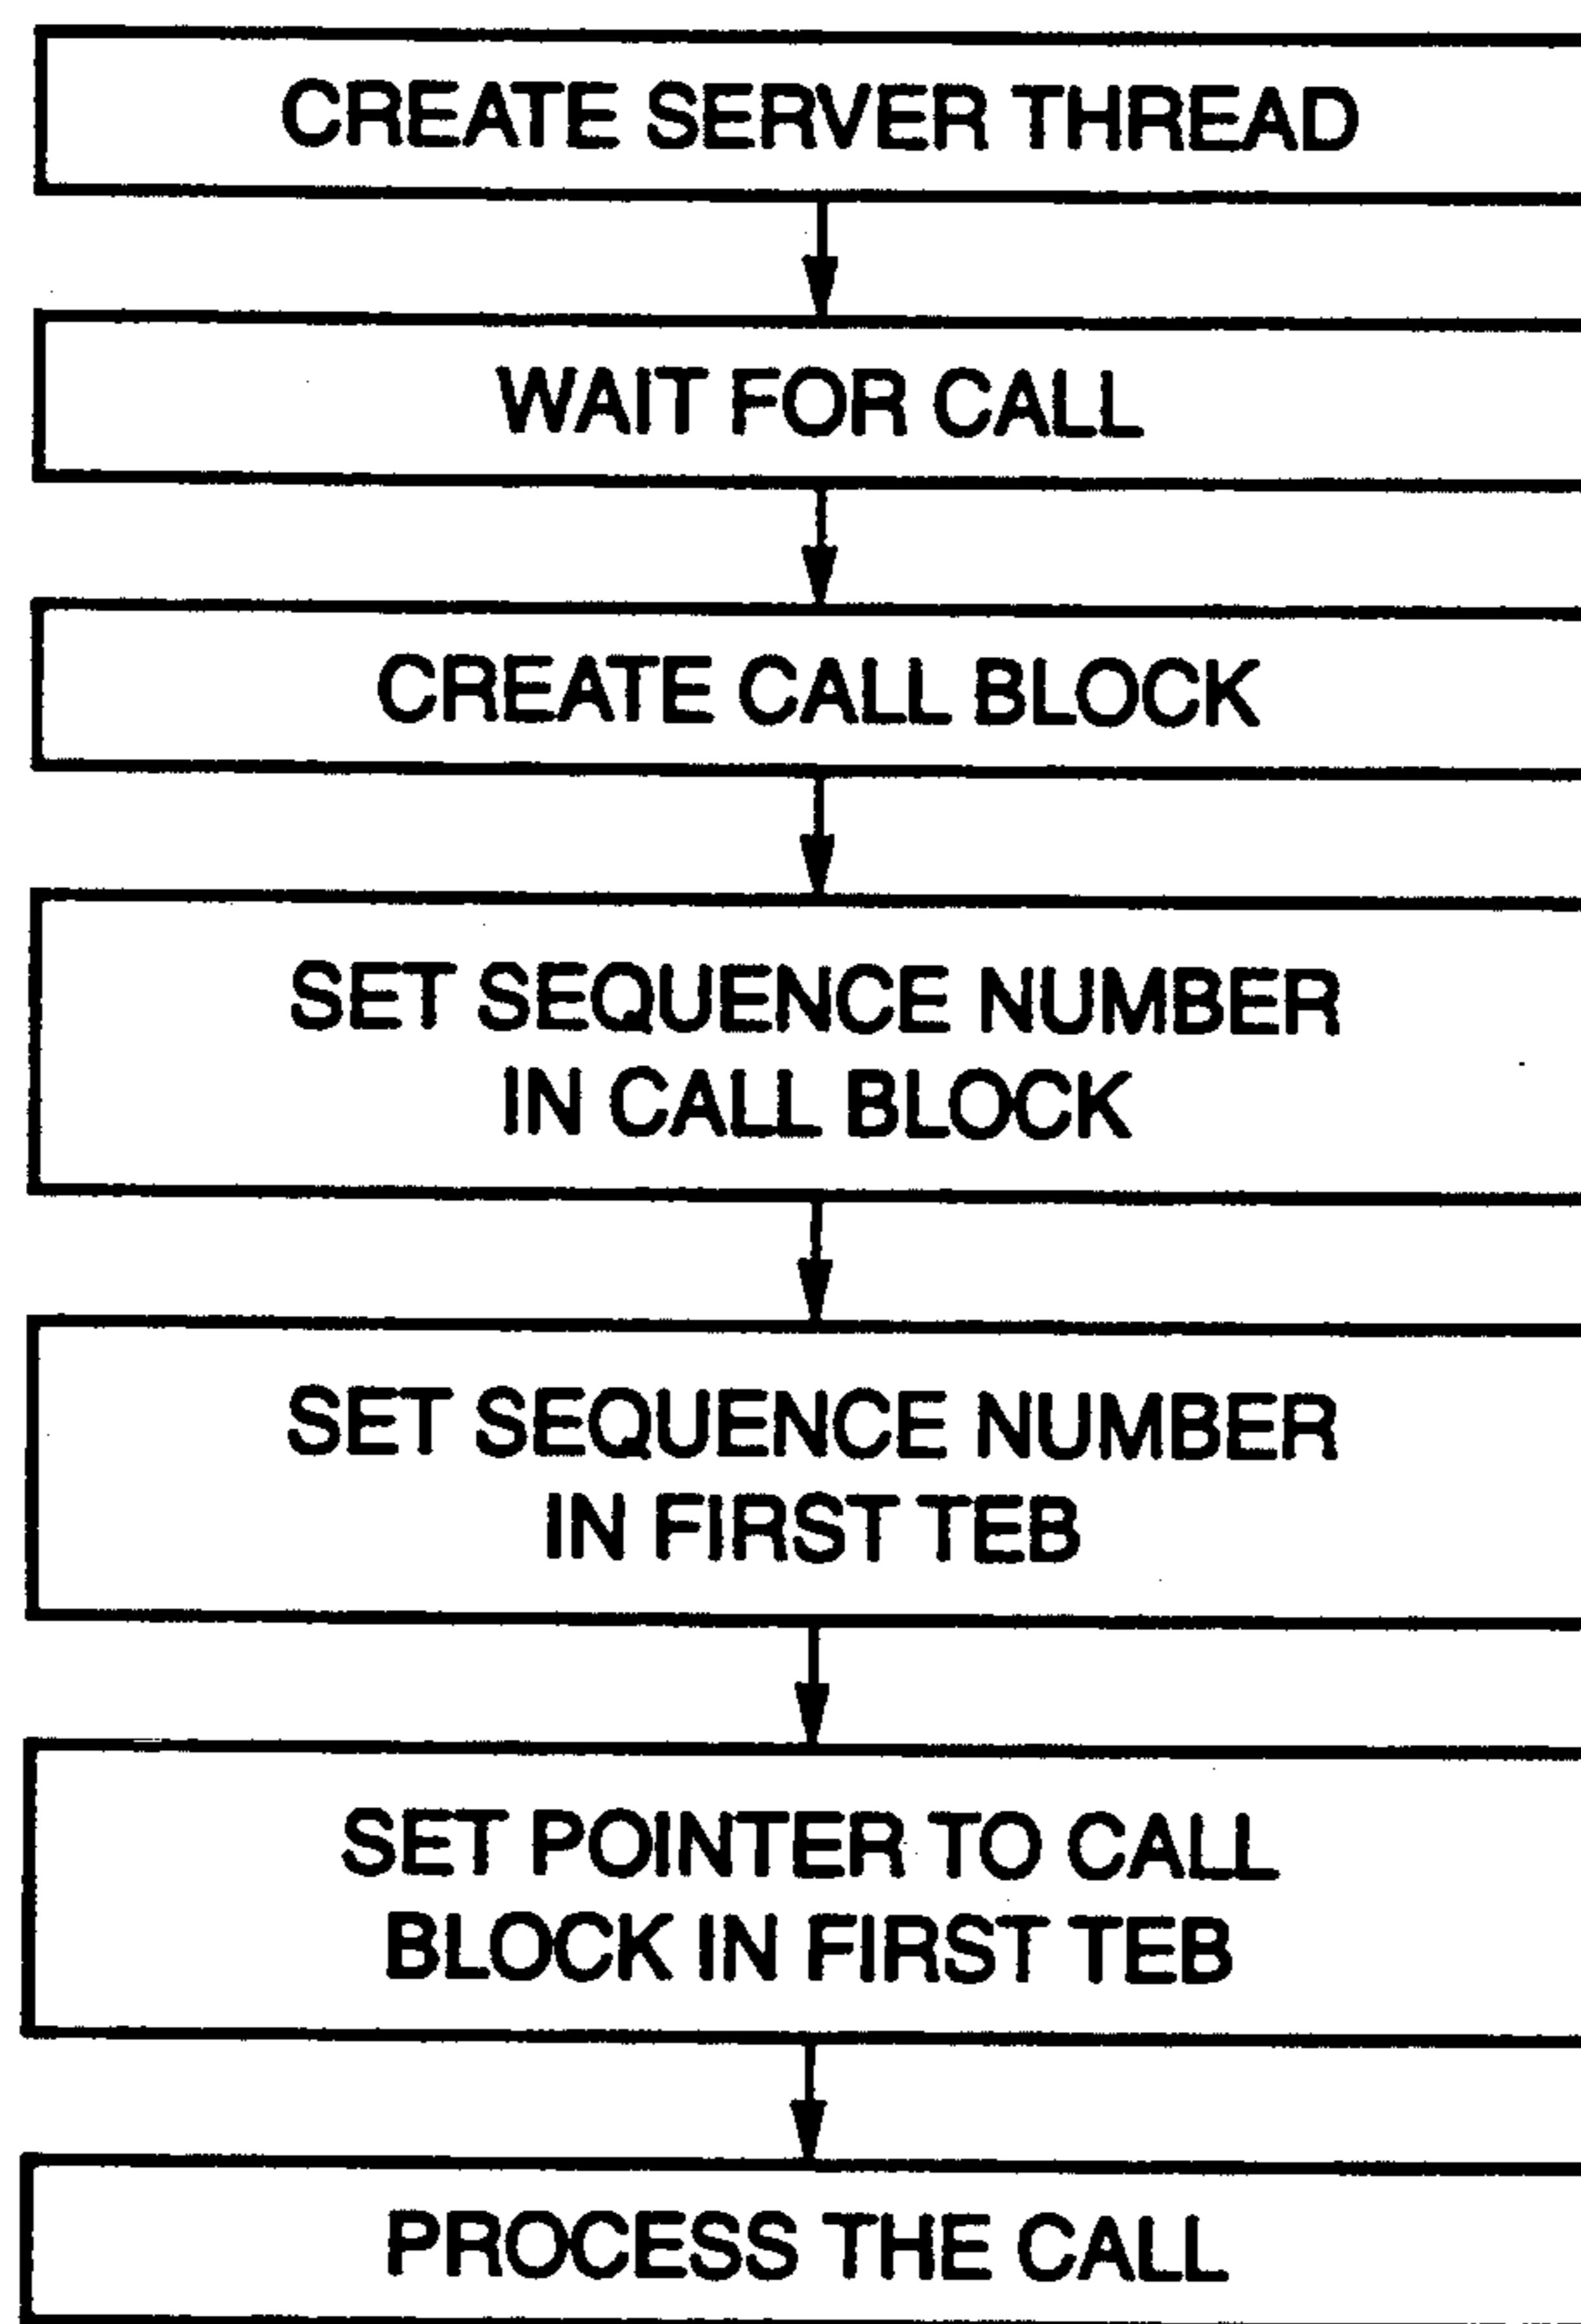 CREATE SERVER THREAD
WAIT FOR CALL
CREATE CALL BLOCK
SET SEQUENCE NUMBER
IN CALL BLOCK
SET SEQUENCE NUMBER
IN FIRST TEB
SET POINTER TO CALL
BLOCK IN FIRST TEB
PROCESS THE CALL